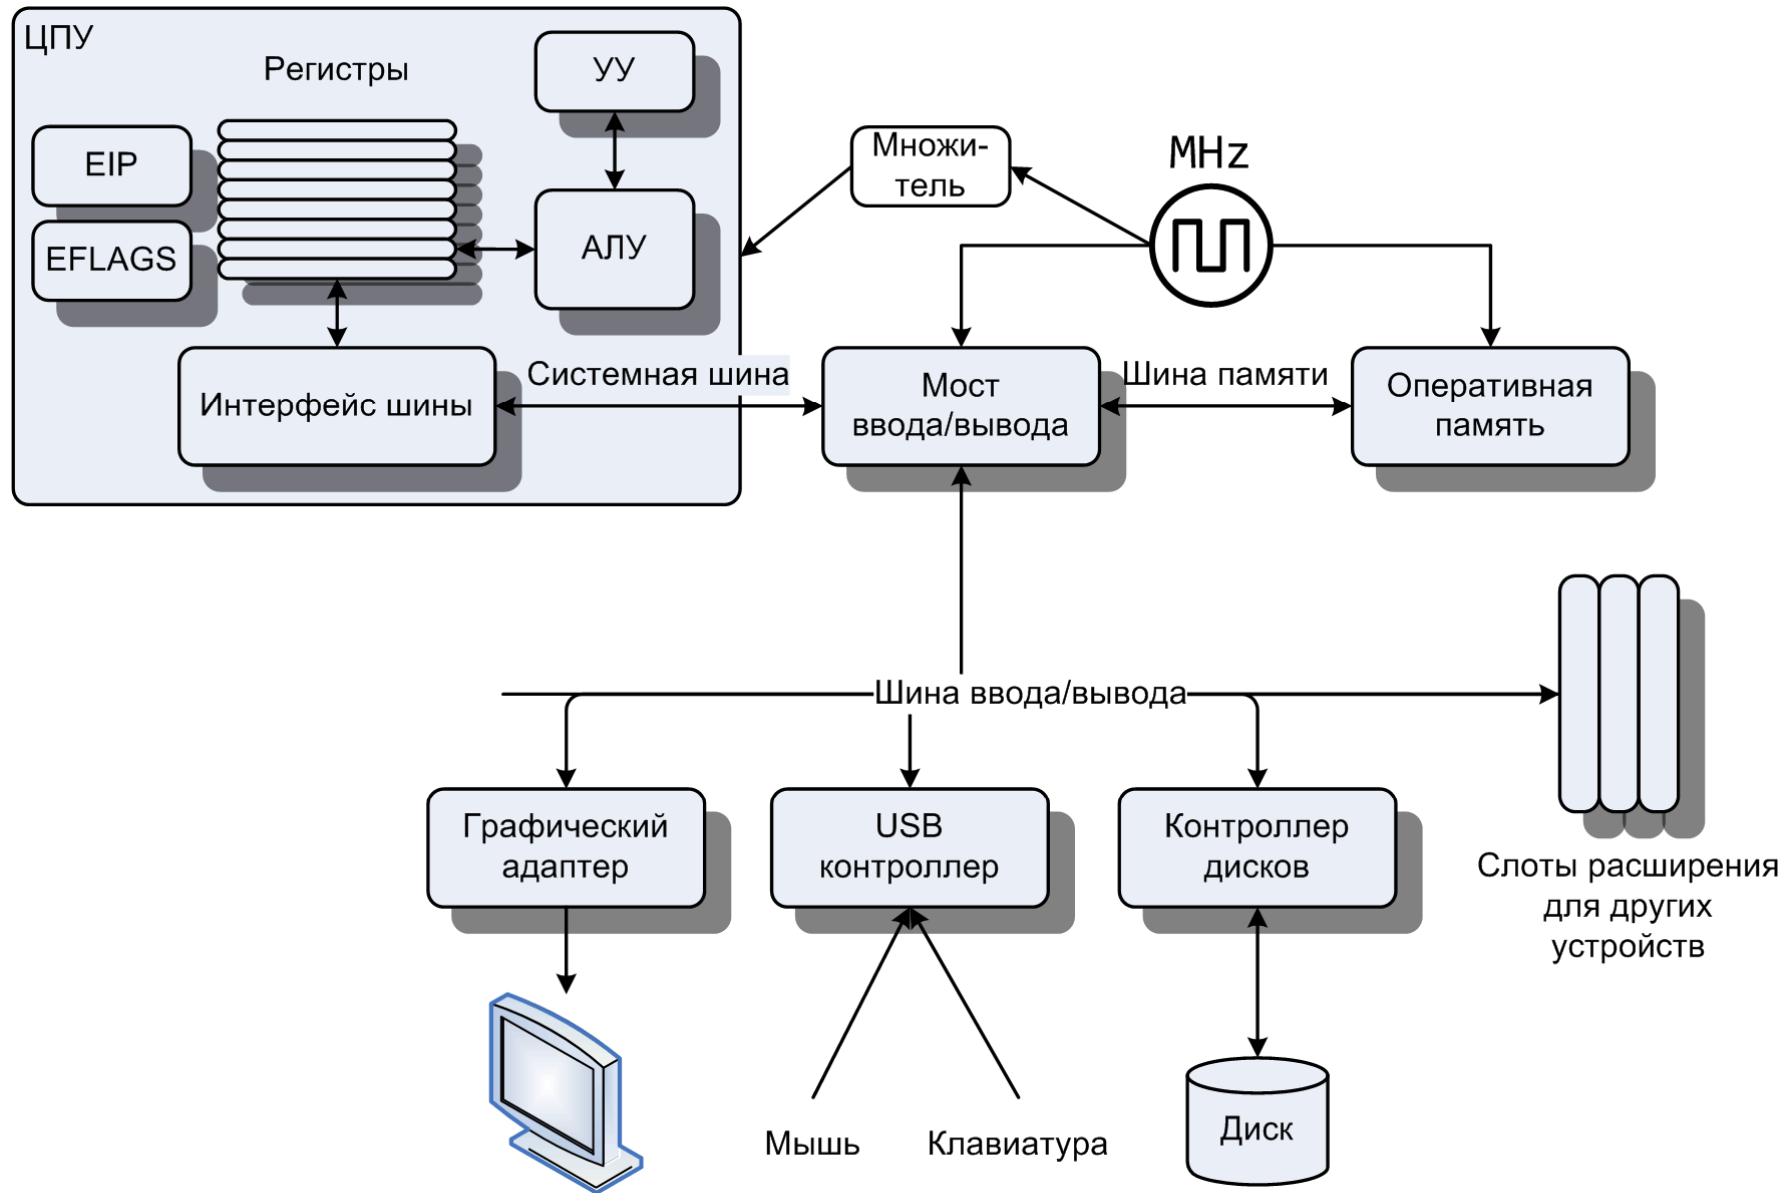 ЦПУ
Регистры
УУ
EIP
EFLAGS
АЛУ
Интерфейс шины
Системная шина
Множи-
тель
MHz
Мост
ввода/вывода
Шина памяти
Оперативная
память
Шина ввода/вывода
Графический
адаптер
USB
контроллер
Контроллер
дисков
Слоты расширения
для других
устройств
Мышь
Клавиатура
Диск